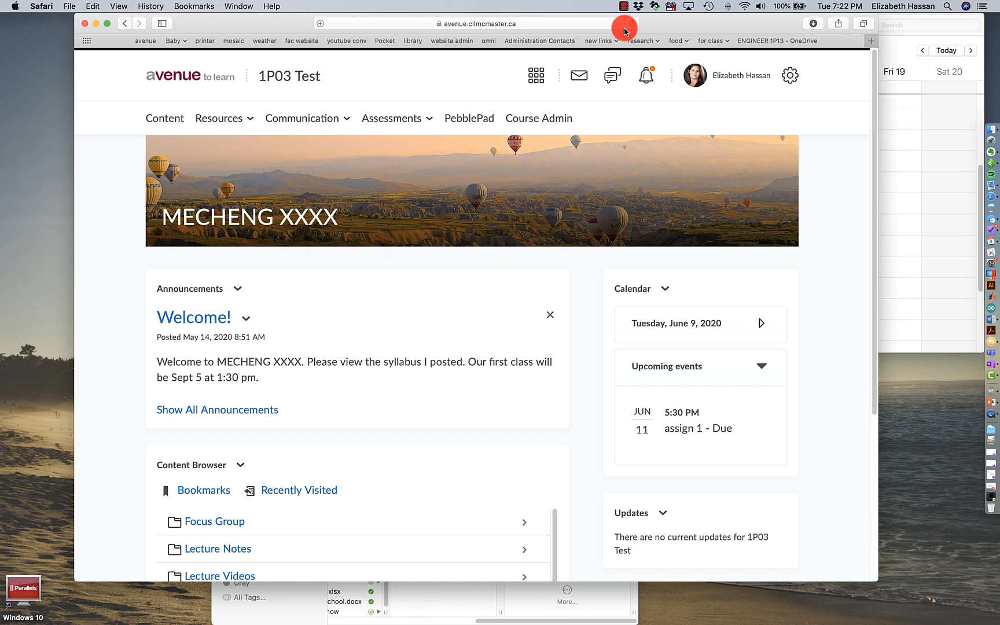 Safari File Edit View History Bookmarks Window Help 100% Tue 7:22 PM Elizabeth Hassan
avenue.cllmcmaster.ca
Search
avenue Baby printer mosaic weather fac website youtube conv Pocket library website admin omni Administration Contacts new links research food for class ENGINEER 1P13 - OneDrive
Today
Fri 19 Sat 20
avenue to learn 1P03 Test Elizabeth Hassan
Content Resources Communication Assessments PebblePad Course Admin
MECHENG XXXX
Announcements
Welcome!
Posted May 14, 2020 8:51 AM
Welcome to MECHENG XXXX. Please view the syllabus I posted. Our first class will
be Sept 5 at 1:30 pm.
Show All Announcements
Calendar
Tuesday, June 9, 2020
Upcoming events
JUN
11
5:30 PM
assign 1 - Due
Content Browser
Bookmarks Recently Visited
Focus Group
Lecture Notes
Lecture Videos
Updates
There are no current updates for 1P03
Test
Gray
All Tags...
.xlsx
chool.docx
now
More...
|| Parallels
Windows 10